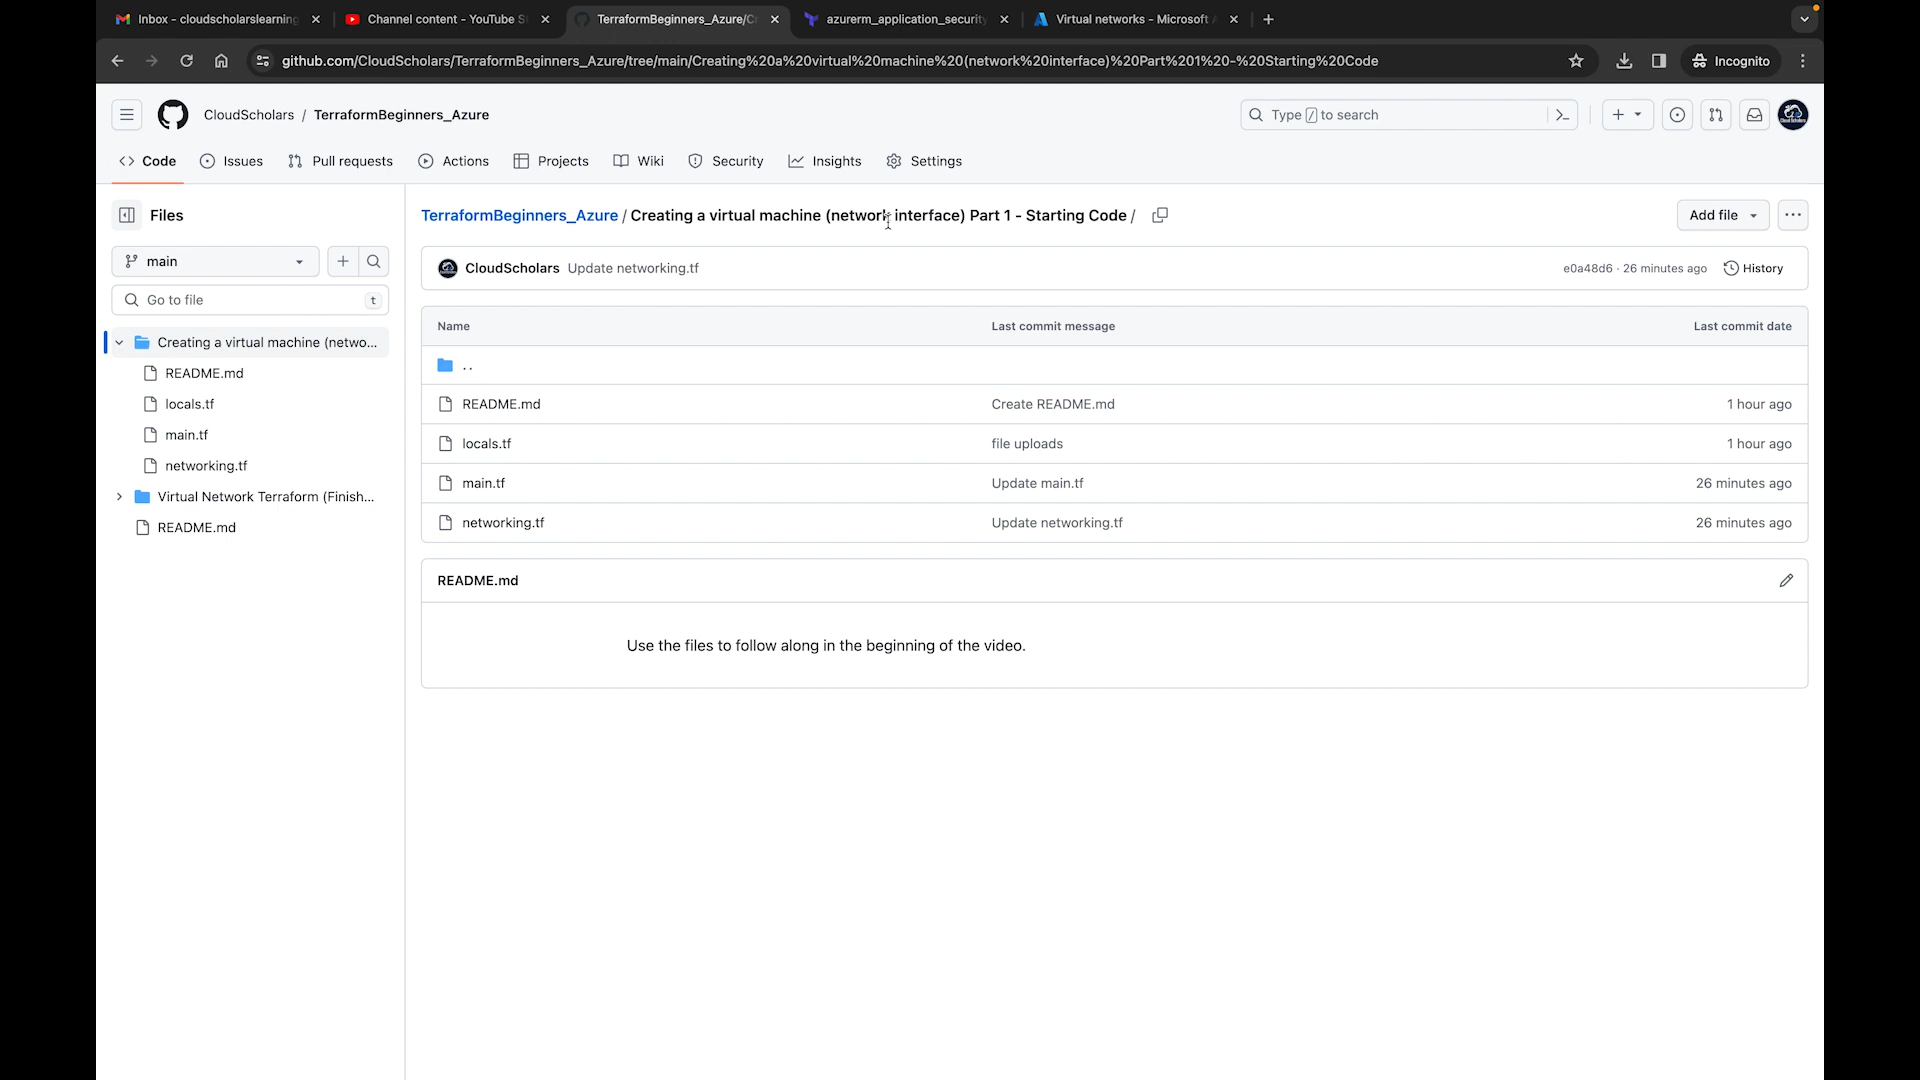 Inbox - cloudscholarslearning
Channel content - YouTube S
TerraformBeginners_Azure/C
azurerm_application_security
Virtual networks - Microsoft A
github.com/CloudScholars/TerraformBeginners_Azure/tree/main/Creating%20a%20virtual%20machine%20(network%20interface)%20Part%201%20-%20Starting%20Code
Incognito
CloudScholars / TerraformBeginners_Azure
Type / to search
Code
Issues
Pull requests
Actions
Projects
Wiki
Security
Insights
Settings
Files
main
Go to file
t
Creating a virtual machine (netwo...
README.md
locals.tf
main.tf
networking.tf
Virtual Network Terraform (Finish...
README.md
TerraformBeginners_Azure / Creating a virtual machine (network interface) Part 1 - Starting Code /
Add file
CloudScholars Update networking.tf
e0a48d6 · 26 minutes ago
History
Name Last commit message Last commit date
..
README.md Create README.md 1 hour ago
locals.tf file uploads 1 hour ago
main.tf Update main.tf 26 minutes ago
networking.tf Update networking.tf 26 minutes ago
README.md
Use the files to follow along in the beginning of the video.